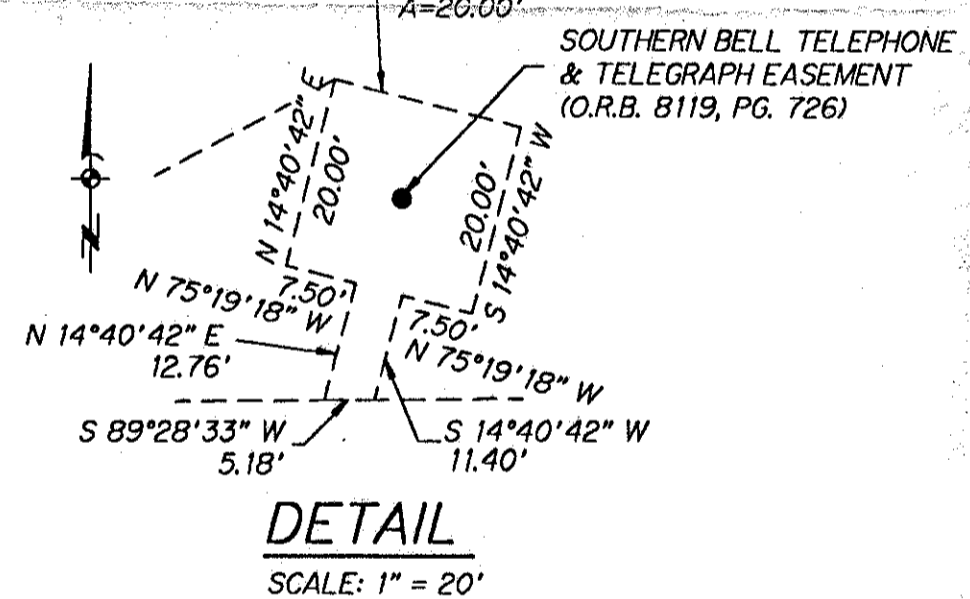 A=20.00'
SOUTHERN BELL TELEPHONE
& TELEGRAPH EASEMENT
(O.R.B. 8119, PG. 726)
N 14°40'42" E
20.00'
20.00'
S 14°40'42" W
7.50'
N 75°19'18" W
7.50'
N 75°19'18" W
N 14°40'42" E
12.76'
S 89°28'33" W
5.18'
S 14°40'42" W
11.40'
N
DETAIL
SCALE: 1" = 20'